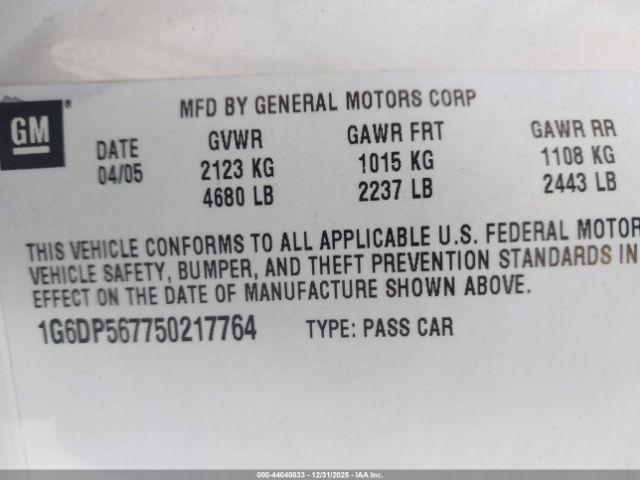 GM ®
MFD BY GENERAL MOTORS CORP
DATE GVWR GAWR FRT GAWR RR
04/05 2123 KG 1015 KG 1108 KG
4680 LB 2237 LB 2443 LB
THIS VEHICLE CONFORMS TO ALL APPLICABLE U.S. FEDERAL MOTOR
VEHICLE SAFETY, BUMPER, AND THEFT PREVENTION STANDARDS IN
EFFECT ON THE DATE OF MANUFACTURE SHOWN ABOVE.
1G6DP567750217764 TYPE: PASS CAR
000-44040833 - 12/31/2025 - IAA Inc.